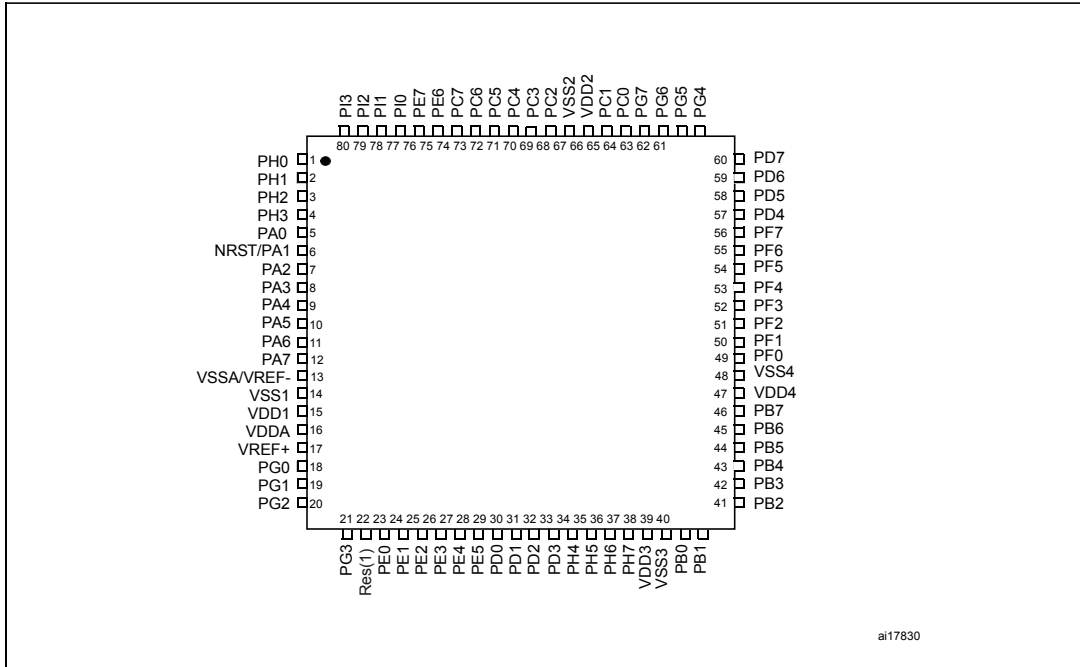 PI3 PI2 PI1 PI0 PE7 PE6 PC7 PC6 PC5 PC4 PC3 PC2 VSS2 VDD2 PC1 PC0 PG7 PG6 PG5 PG4
80 79 78 77 76 75 74 73 72 71 70 69 68 67 66 65 64 63 62 61
PH0 1
PH1 2
PH2 3
PH3 4
PA0 5
NRST/PA1 6
PA2 7
PA3 8
PA4 9
PA5 10
PA6 11
PA7 12
VSSA/VREF- 13
VSS1 14
VDD1 15
VDDA 16
VREF+ 17
PG0 18
PG1 19
PG2 20
60 PD7
59 PD6
58 PD5
57 PD4
56 PF7
55 PF6
54 PF5
53 PF4
52 PF3
51 PF2
50 PF1
49 PF0
48 VSS4
47 VDD4
46 PB7
45 PB6
44 PB5
43 PB4
42 PB3
41 PB2
21 22 23 24 25 26 27 28 29 30 31 32 33 34 35 36 37 38 39 40
PG3 Res(1) PE0 PE1 PE2 PE3 PE4 PE5 PD0 PD1 PD2 PD3 PH4 PH5 PH6 PH7 VDD3 VSS3 PB0 PB1
ai17830